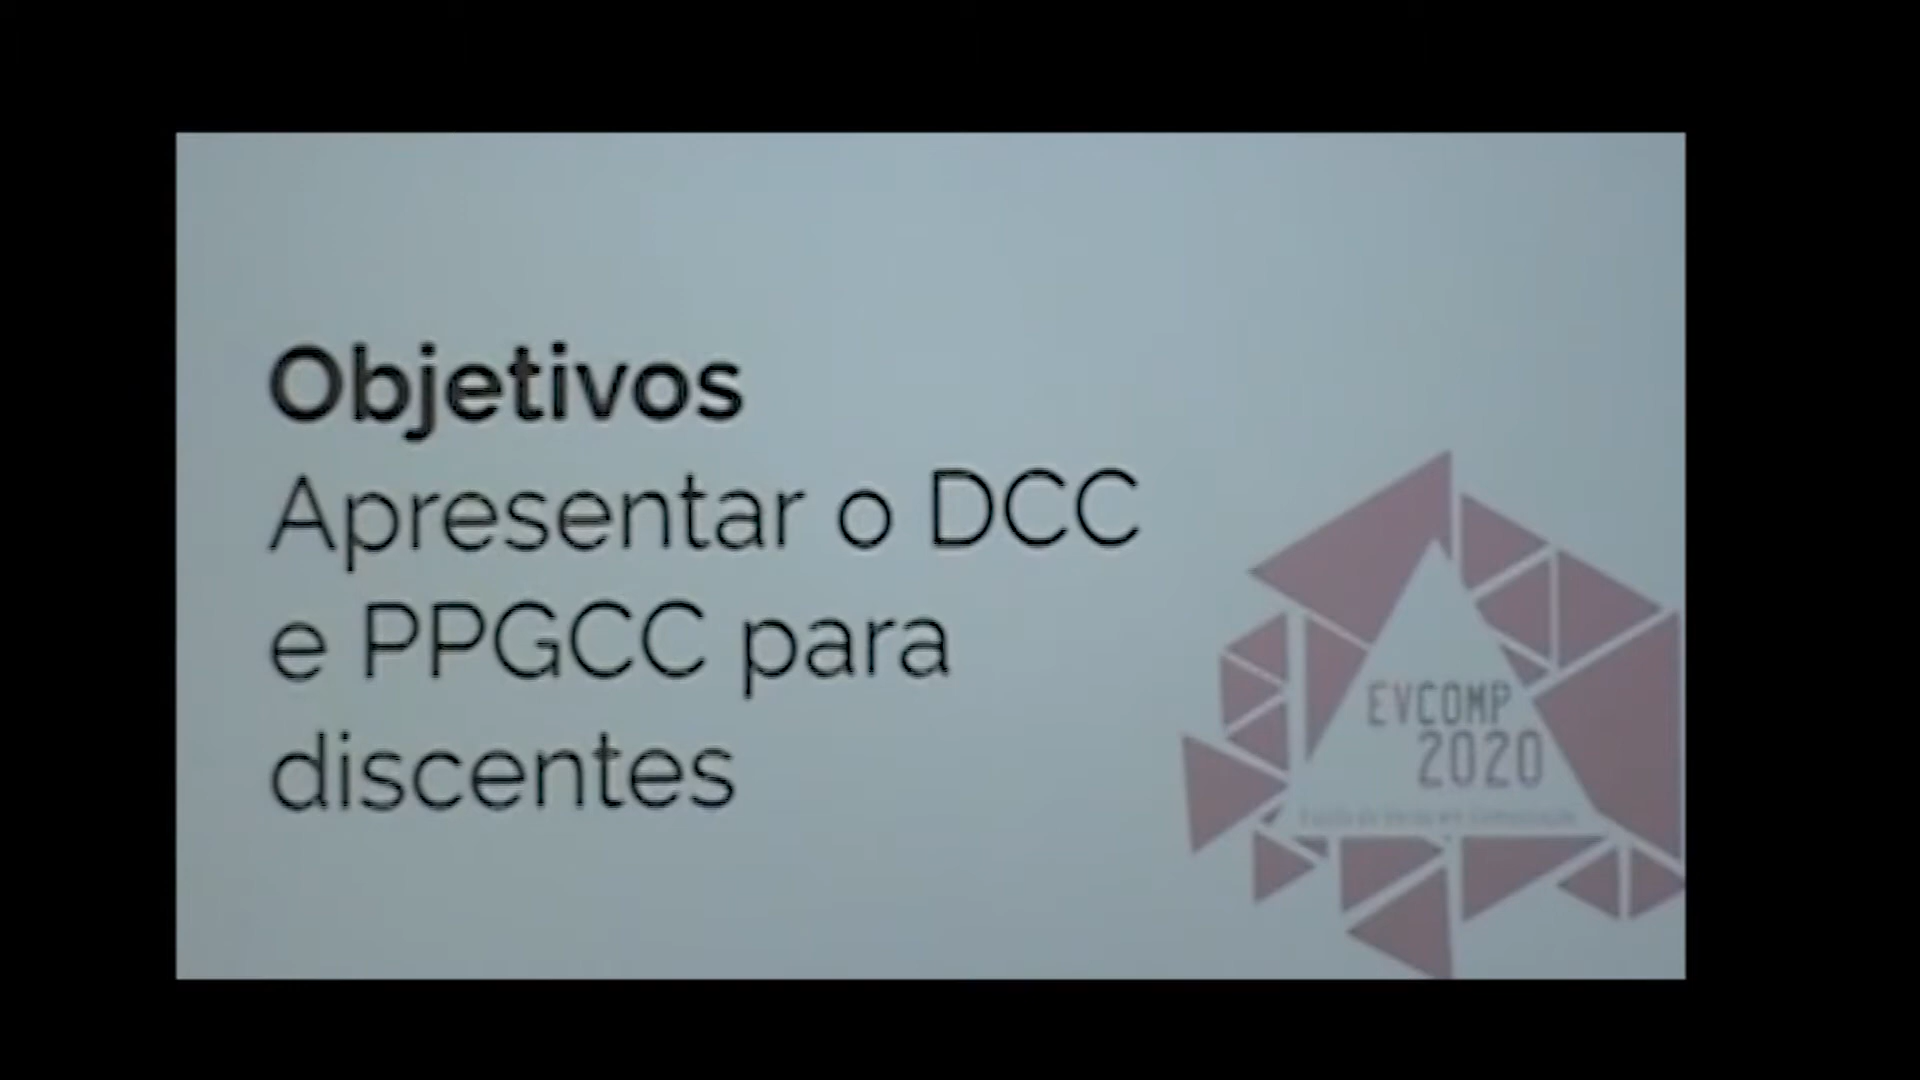 Objetivos
Apresentar o DCC
e PPGCC para
discentes
EVCOMP
2020